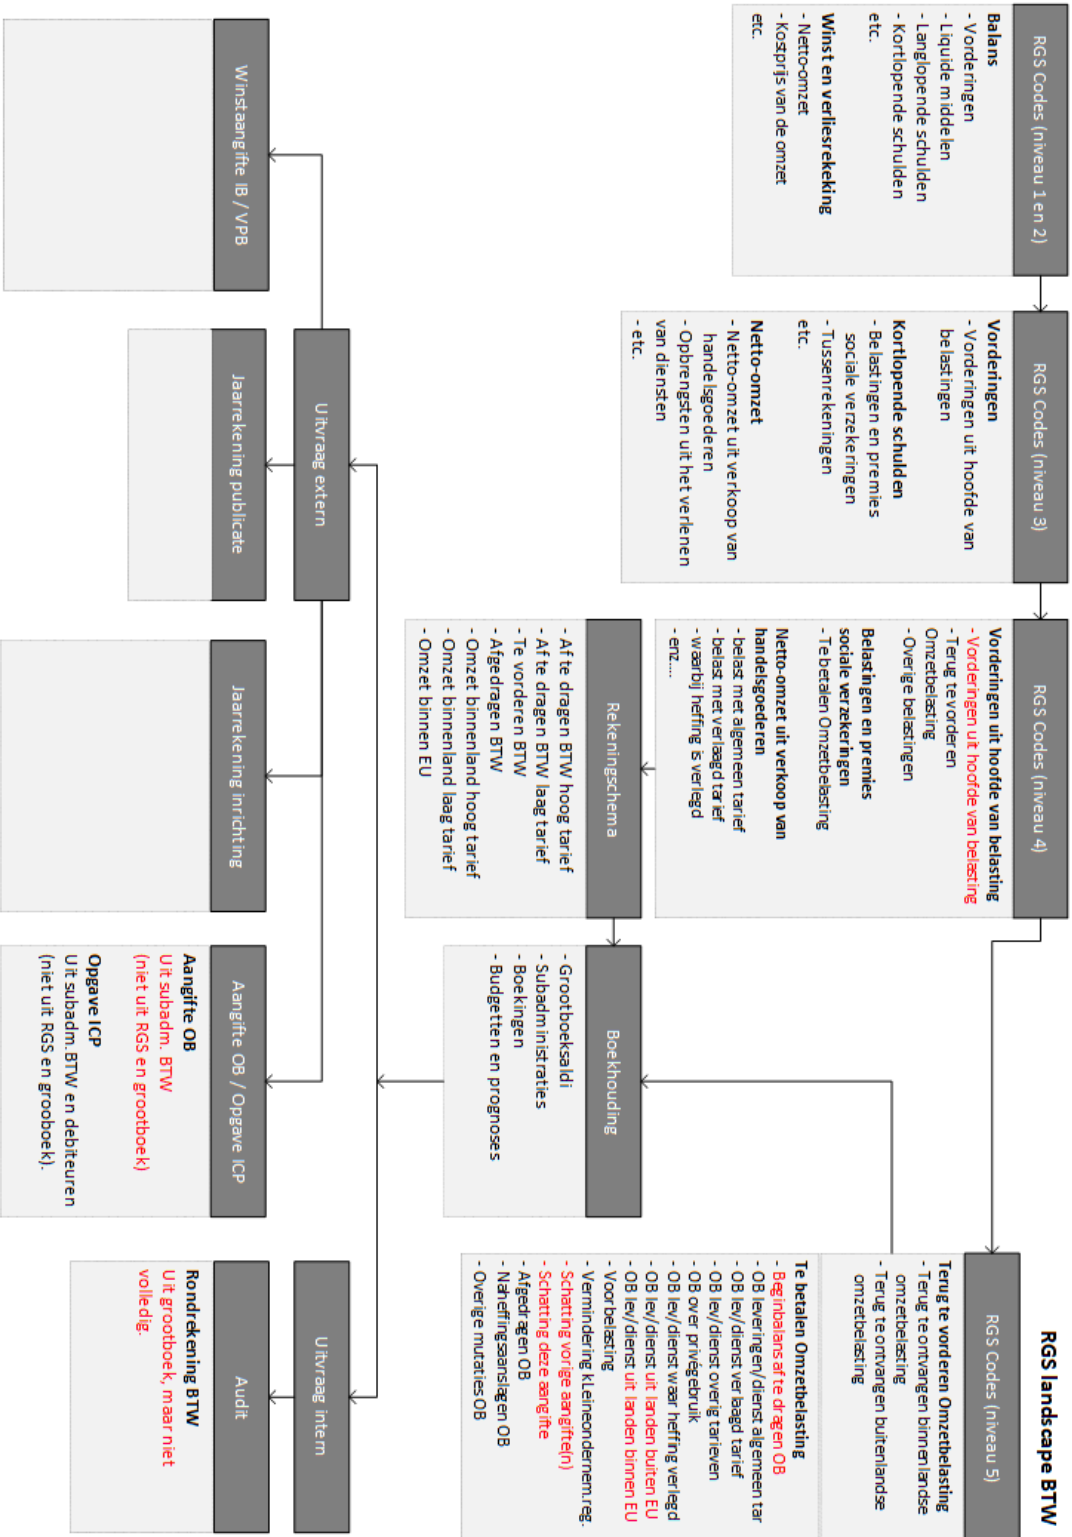 RGS landscape BTW
RGS Codes (niveau 1 en 2)
Balans
- Vorderingen
- Liquide middelen
- Langlopende schulden
- Kortlopende schulden
etc.
Winst en verliesrekeking
- Netto-omzet
- Kostprijs van de omzet
etc.
RGS Codes (niveau 3)
Vorderingen
- Vorderingen uit hoofde van
belastingen
Kortlopende schulden
- Belastingen en premies
sociale verzekeringen
- Tussenrekeningen
etc.
Netto-omzet
- Netto-omzet uit verkoop van
handelsgoederen
- Opbrengsten uit het verlenen
van diensten
- etc.
RGS Codes (niveau 4)
Vorderingen uit hoofde van belasting
- Vorderingen uit hoofde van belasting
- Terug te vorderen
Omzetbelasting
- Overige belastingen
Belastingen en premies
sociale verzekeringen
- Te betalen Omzetbelasting
Netto-omzet uit verkoop van
handelsgoederen
- belast met algemeen tarief
- belast met verlaagd tarief
- waarbij heffing is verlegd
- enz....
RGS Codes (niveau 5)
Terug te vorderen Omzetbelasting
- Terug te ontvangen binnenlandse
omzetbelasting
- Terug te ontvangen buitenlandse
omzetbelasting
Te betalen Omzetbelasting
- Beginbalans af te dragen OB
- OB leveringen/dienst algemeen tar
- OB lev/dienst verlaagd tarief
- OB lev/dienst overig tarieven
- OB over privégebruik
- OB lev/dienst waar heffing verlegd
- OB lev/dienst uit landen buiten EU
- OB lev/dienst uit landen binnen EU
- Voorbelasting
- Vermindering kLeineondernem.reg.
- Schatting vorige aangifte(n)
- Schatting deze aangifte
- Afgedragen OB
- Naheffingsaanslagen OB
- Overige mutaties OB
Rekeningschema
- Af te dragen BTW hoog tarief
- Af te dragen BTW laag tarief
- Te vorderen BTW
- Afgedragen BTW
- Omzet binnenland hoog tarief
- Omzet binnenland laag tarief
- Omzet binnen EU
Boekhouding
- Grootboeksaldi
- Subadministraties
- Boekingen
- Budgetten en prognoses
Uitvraag extern
Uitvraag intern
Winstaangifte IB / VPB
Jaarrekening publicate
Jaarrekening inrichting
Aangifte OB / Opgave ICP
Aangifte OB
Uit subadm. BTW
(niet uit RGS en grootboek)
Opgave ICP
Uit subadm.BTW en debiteuren
(niet uit RGS en grooboek).
Audit
Rondrekening BTW
Uit grootboek, maar niet
volledig.